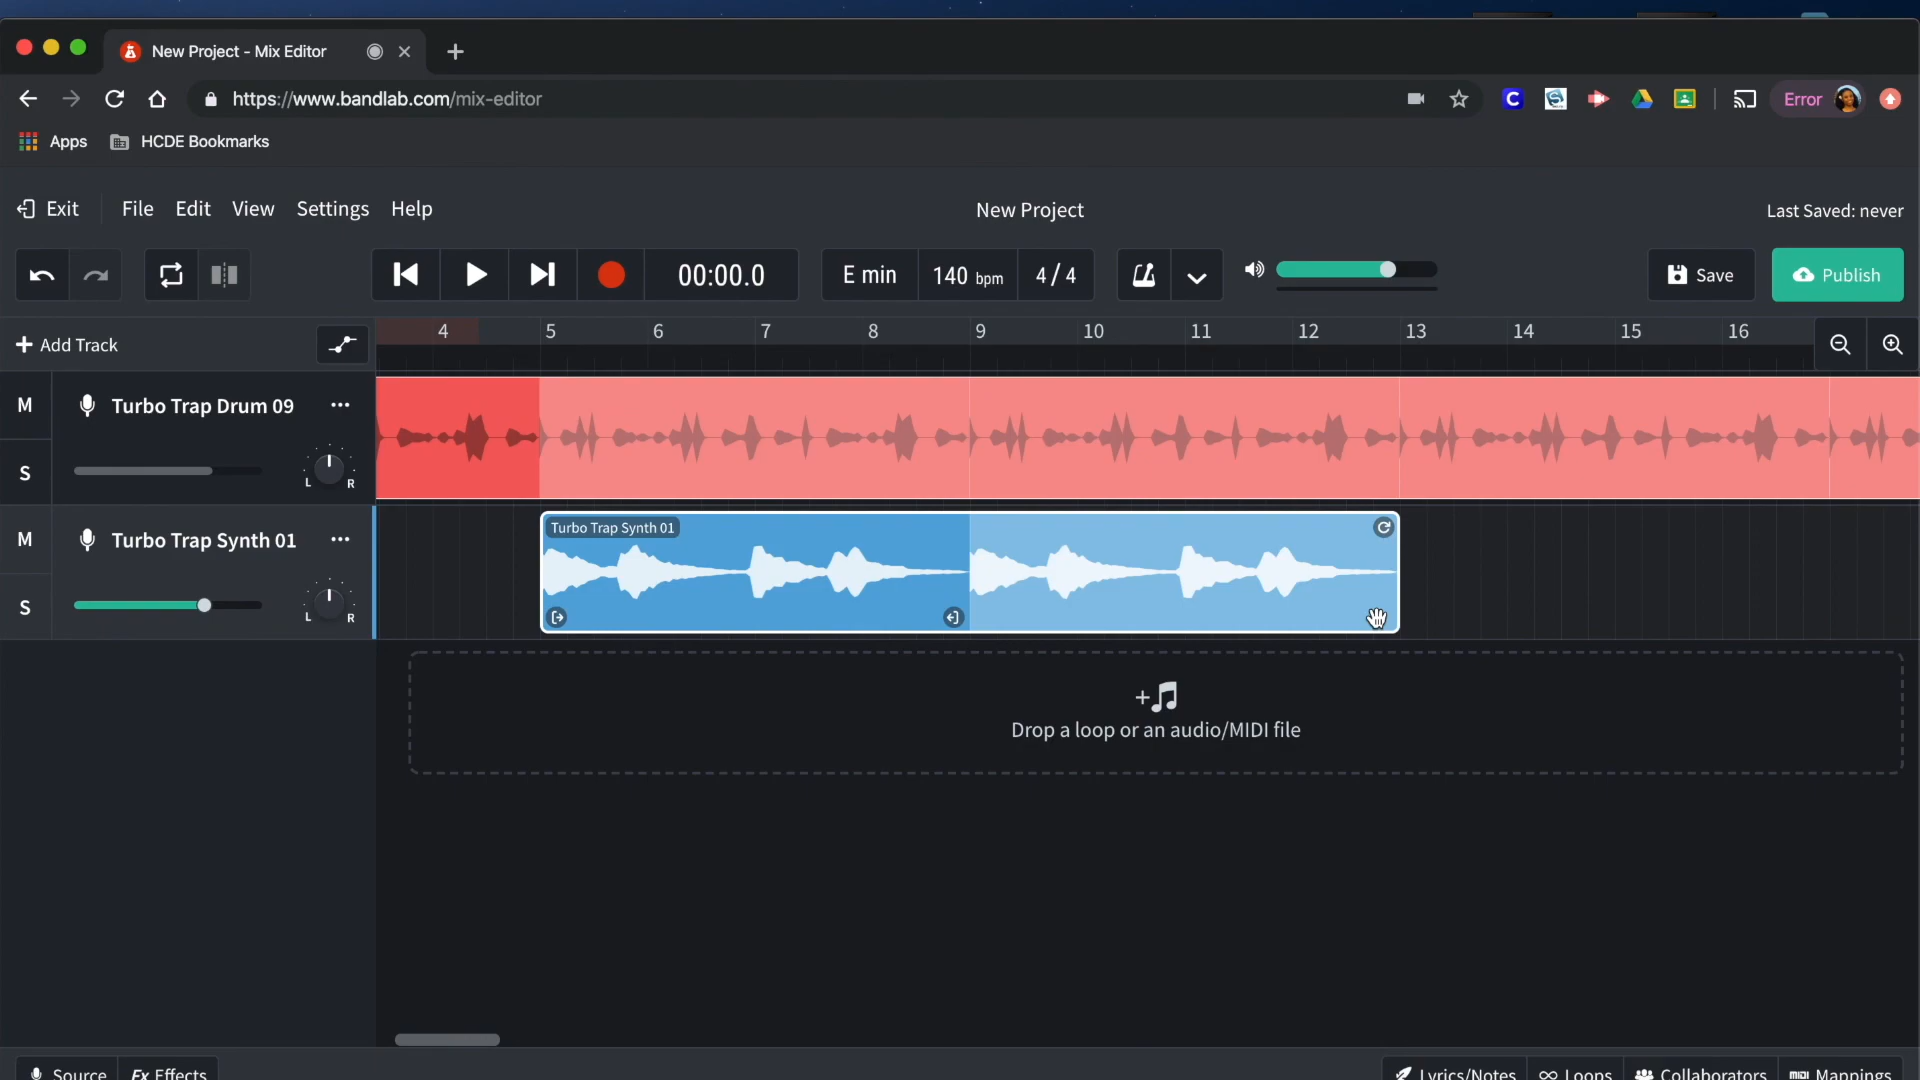 New Project - Mix Editor
https://www.bandlab.com/mix-editor
Error
Apps
HCDE Bookmarks
Exit File Edit View Settings Help
New Project
Last Saved: never
00:00.0
E min
140 bpm
4/4
Save
Publish
Add Track
4 5 6 7 8 9 10 11 12 13 14 15 16
M
Turbo Trap Drum 09
S
L R
M
Turbo Trap Synth 01
S
L R
Turbo Trap Synth 01
Drop a loop or an audio/MIDI file
Source
Fx Effects
Lyrics/Notes
Loops
Collaborators
MIDI Mappings